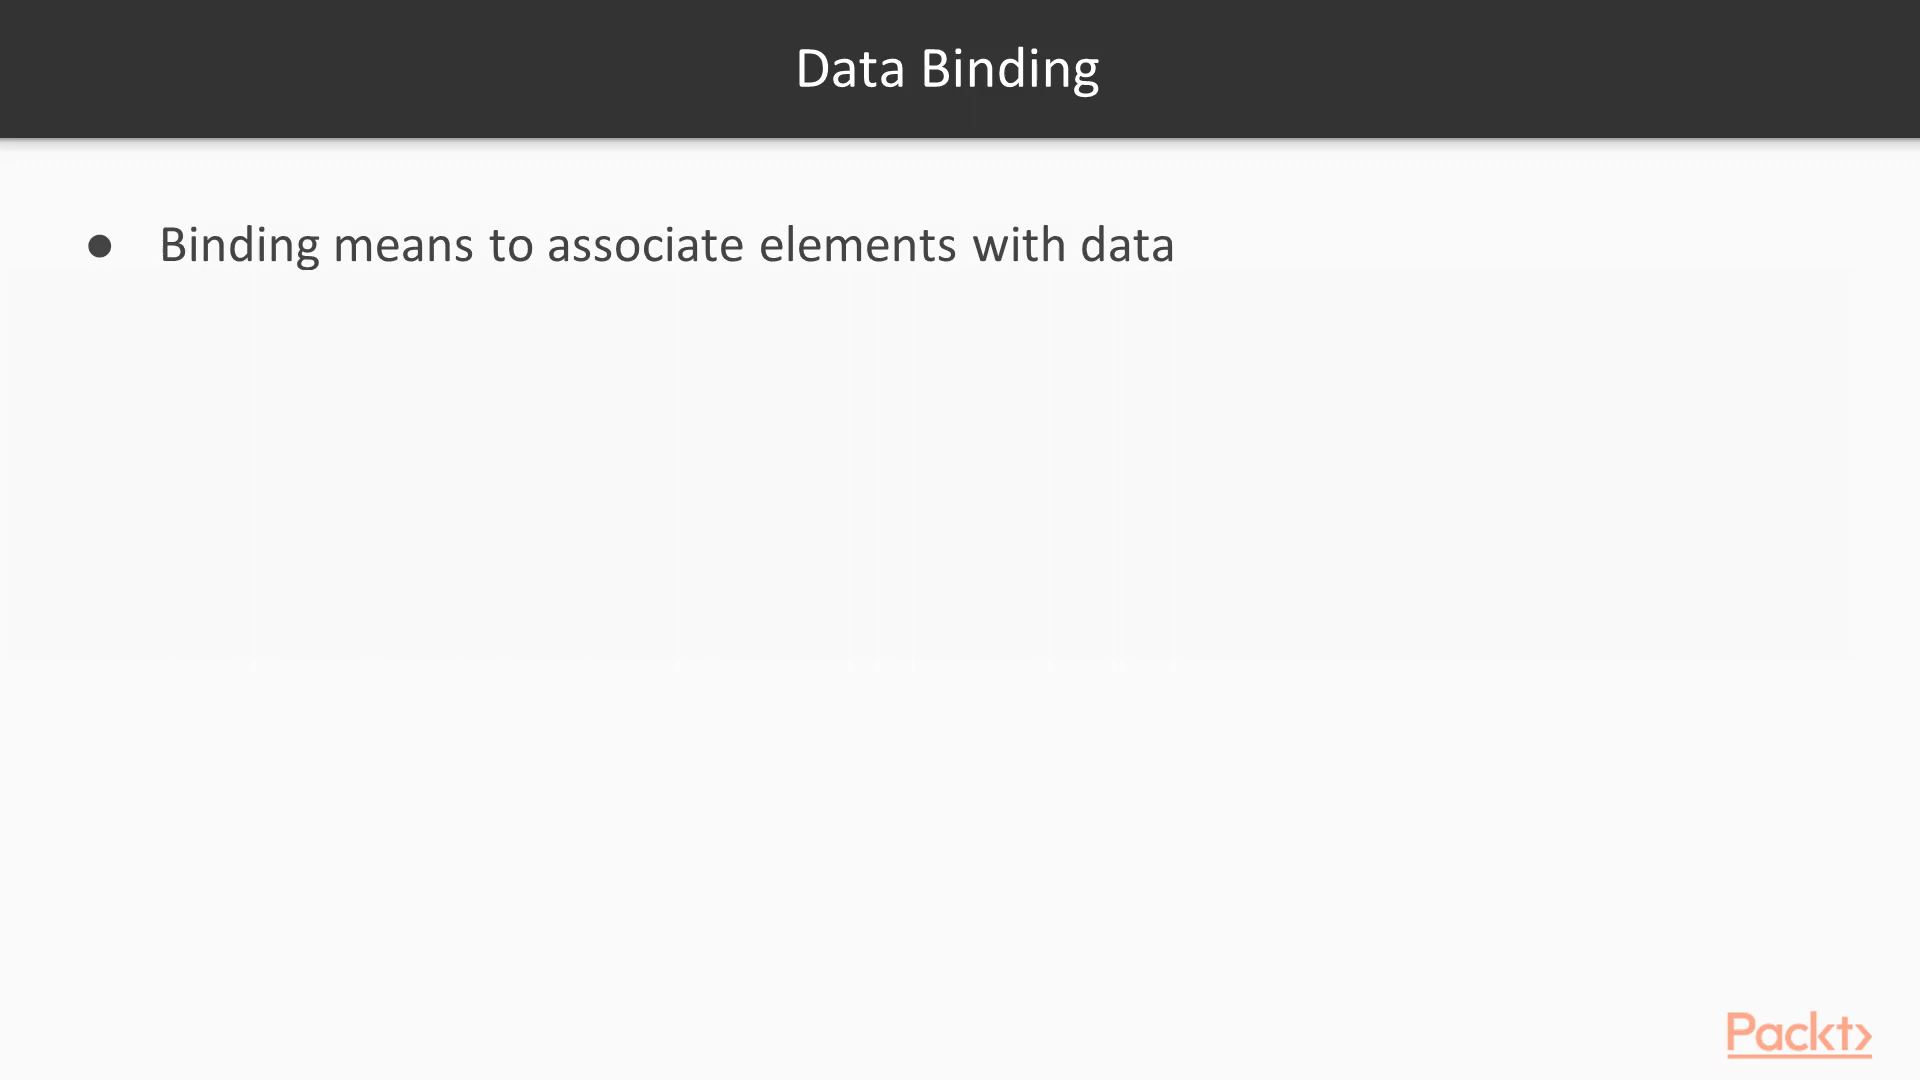 Data Binding
● Binding means to associate elements with data
Packt>